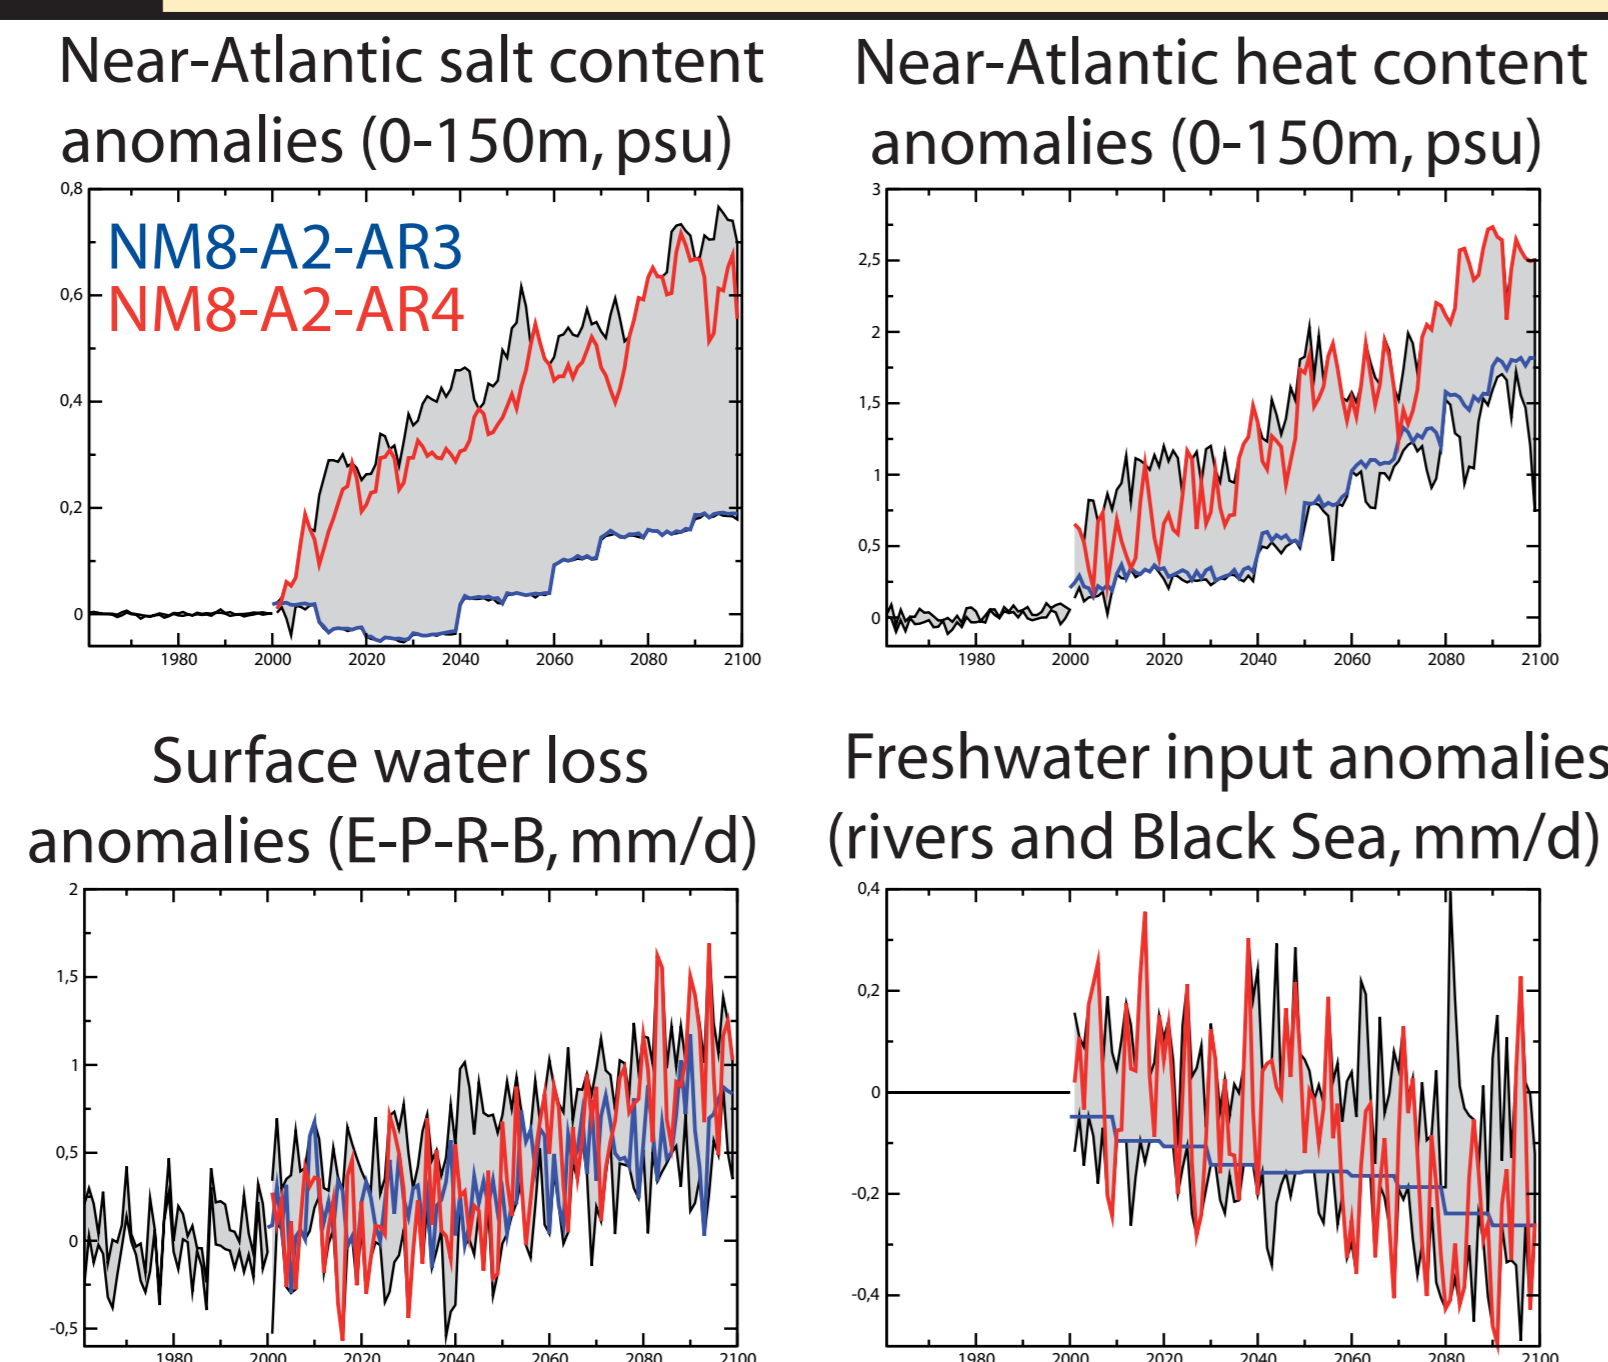 Near-Atlantic salt content
anomalies (0-150m, psu)
0,8
0,6
0,4
0,2
0
NM8-A2-AR3
NM8-A2-AR4
1980 2000 2020 2040 2060 2080 2100
Near-Atlantic heat content
anomalies (0-150m, psu)
3
2,5
2
1,5
1
0,5
0
1980 2000 2020 2040 2060 2080 2100
Surface water loss
anomalies (E-P-R-B, mm/d)
2
1,5
1
0,5
0
-0,5
1980 2000 2020 2040 2060 2080 2100
Freshwater input anomalies
(rivers and Black Sea, mm/d)
0,4
0,2
0
-0,2
-0,4
1980 2000 2020 2040 2060 2080 2100